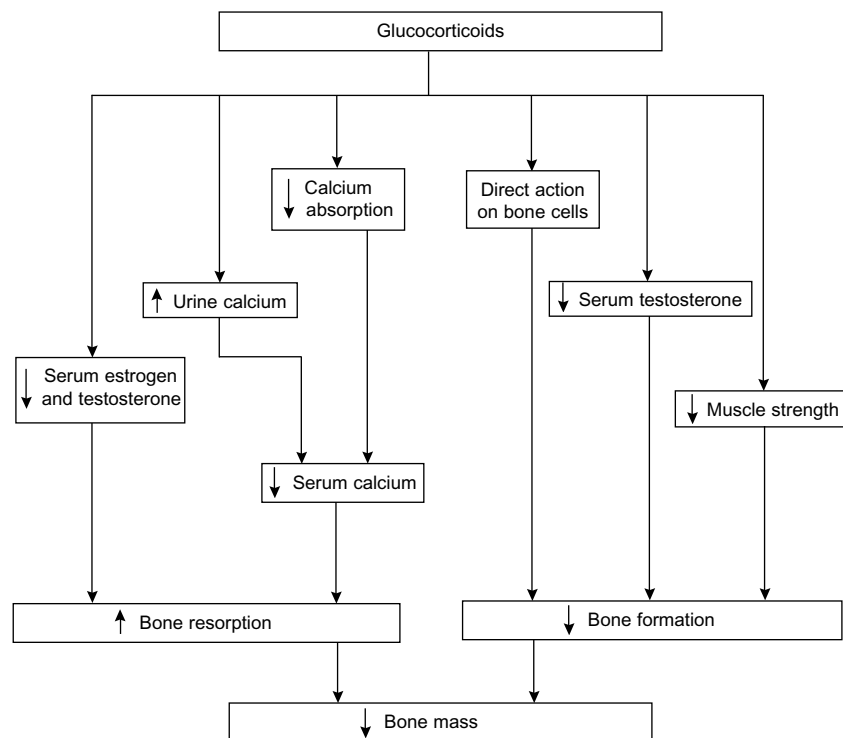 Glucocorticoids
Calcium
absorption
Direct action
on bone cells
Urine calcium
Serum testosterone
Serum estrogen
and testosterone
Muscle strength
Serum calcium
Bone resorption
Bone formation
Bone mass